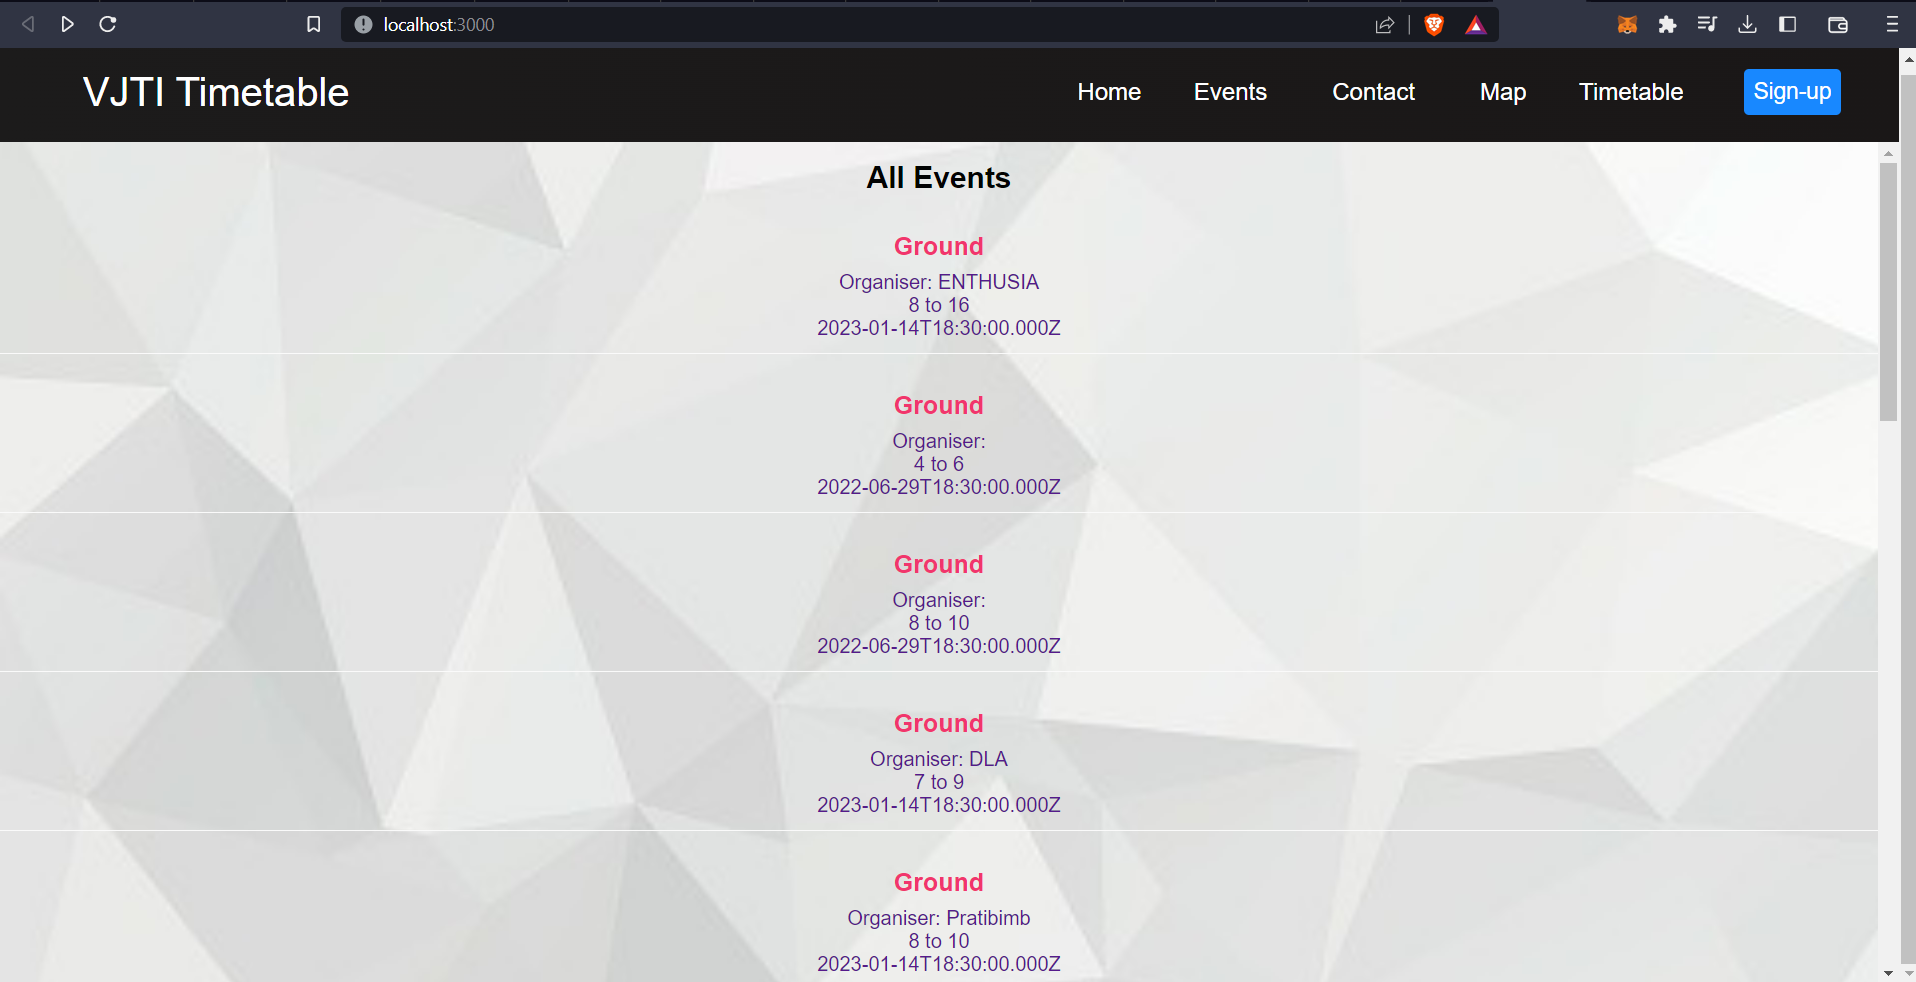 localhost:3000
VJTI Timetable
Home Events Contact Map Timetable Sign-up
All Events
Ground
Organiser: ENTHUSIA
8 to 16
2023-01-14T18:30:00.000Z
Ground
Organiser:
4 to 6
2022-06-29T18:30:00.000Z
Ground
Organiser:
8 to 10
2022-06-29T18:30:00.000Z
Ground
Organiser: DLA
7 to 9
2023-01-14T18:30:00.000Z
Ground
Organiser: Pratibimb
8 to 10
2023-01-14T18:30:00.000Z